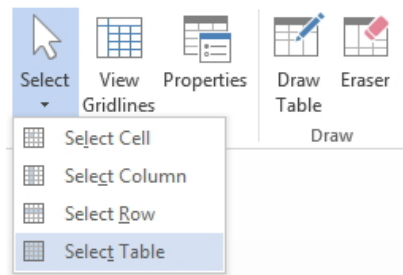 Select
View
Gridlines
Properties
Draw
Table
Eraser
Draw
Select Cell
Select Column
Select Row
Select Table